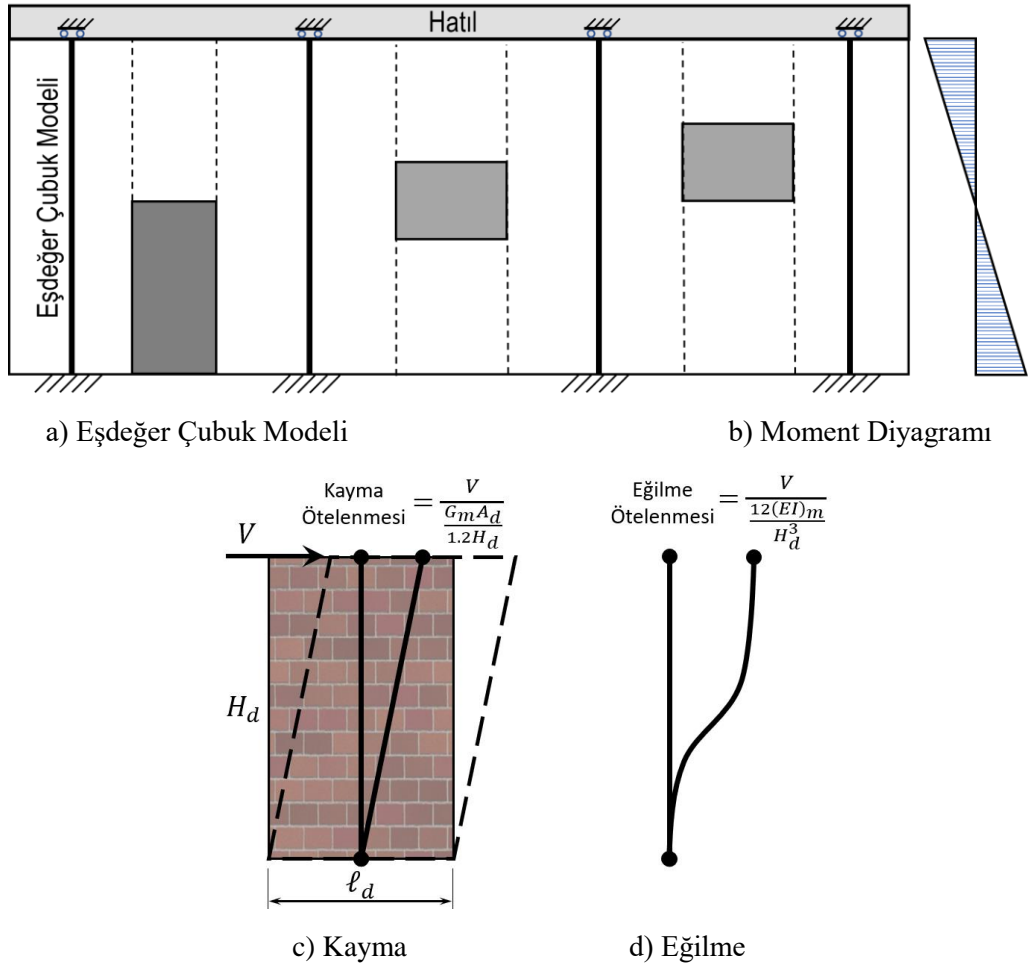 Hatıl
Eşdeğer Çubuk Modeli
a) Eşdeğer Çubuk Modeli
b) Moment Diyagramı
Kayma
Ötelenmesi = V / (G_m A_d / 1.2H_d)
V
H_d
ℓ_d
Eğilme
Ötelenmesi = V / (12(EI)_m / H_d^3)
c) Kayma
d) Eğilme